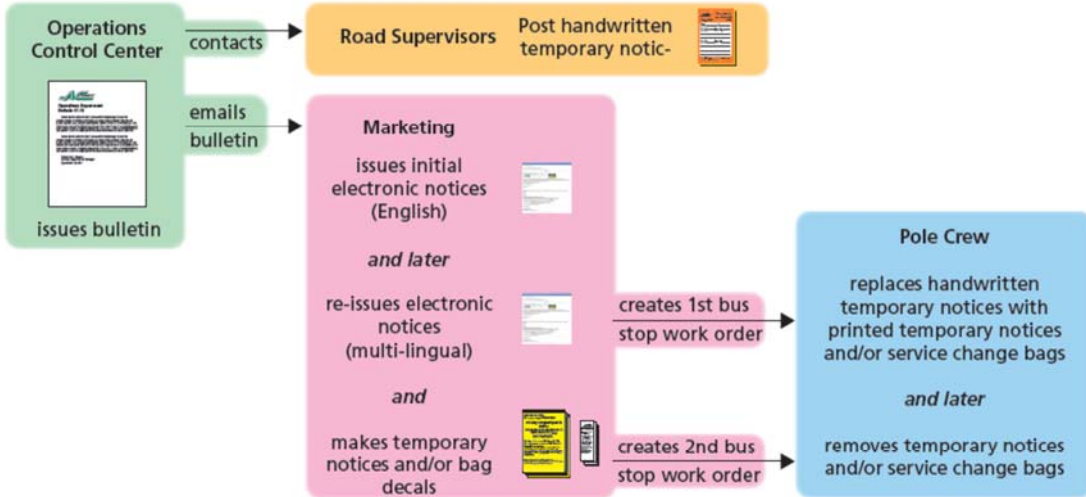 Operations
Control Center
issues bulletin
contacts
Road Supervisors
Post handwritten
temporary notic-
emails
bulletin
Marketing
issues initial
electronic notices
(English)
and later
re-issues electronic
notices
(multi-lingual)
and
makes temporary
notices and/or bag
decals
creates 1st bus
stop work order
creates 2nd bus
stop work order
Pole Crew
replaces handwritten
temporary notices with
printed temporary notices
and/or service change bags
and later
removes temporary notices
and/or service change bags